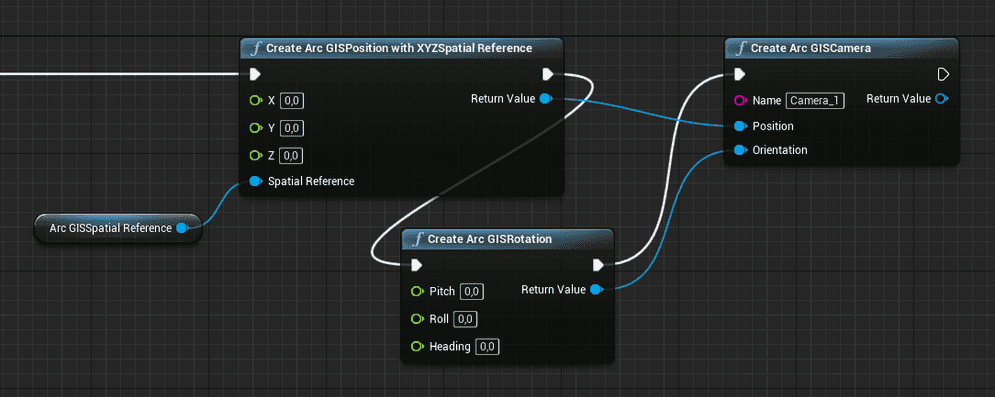 Create Arc GISPosition with XYZSpatial Reference
X 0,0
Return Value
Y 0,0
Z 0,0
Spatial Reference
Arc GISSpatial Reference
Create Arc GISRotation
Pitch 0,0
Return Value
Roll 0,0
Heading 0,0
Create Arc GISCamera
Name Camera_1
Return Value
Position
Orientation